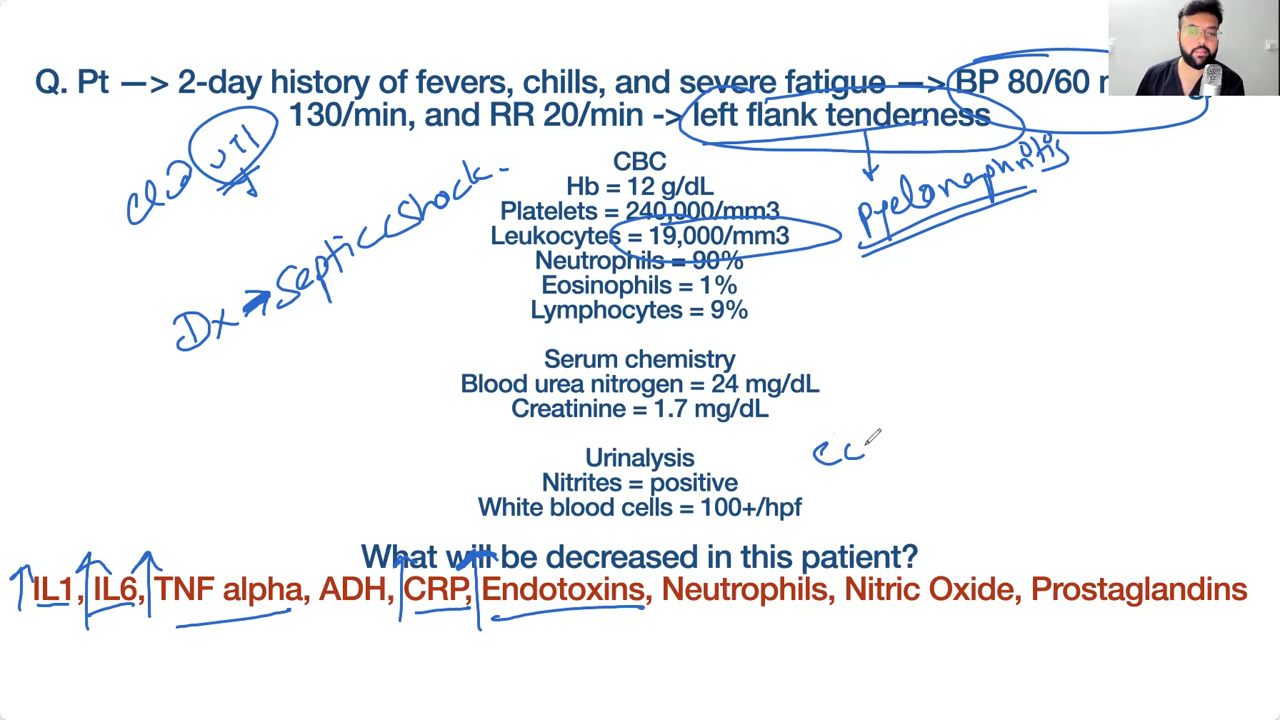 Q. Pt —> 2-day history of fevers, chills, and severe fatigue —> BP 80/60
130/min, and RR 20/min -> left flank tenderness
UTI
Dx → Septic Shock
pyelonephritis
CBC
Hb = 12 g/dL
Platelets = 240,000/mm3
Leukocytes = 19,000/mm3
Neutrophils = 90%
Eosinophils = 1%
Lymphocytes = 9%
Serum chemistry
Blood urea nitrogen = 24 mg/dL
Creatinine = 1.7 mg/dL
Urinalysis
Nitrites = positive
White blood cells = 100+/hpf
What will be decreased in this patient?
↑IL1, ↑IL6, ↑TNF alpha, ADH, ↑CRP, ↑Endotoxins, Neutrophils, Nitric Oxide, Prostaglandins